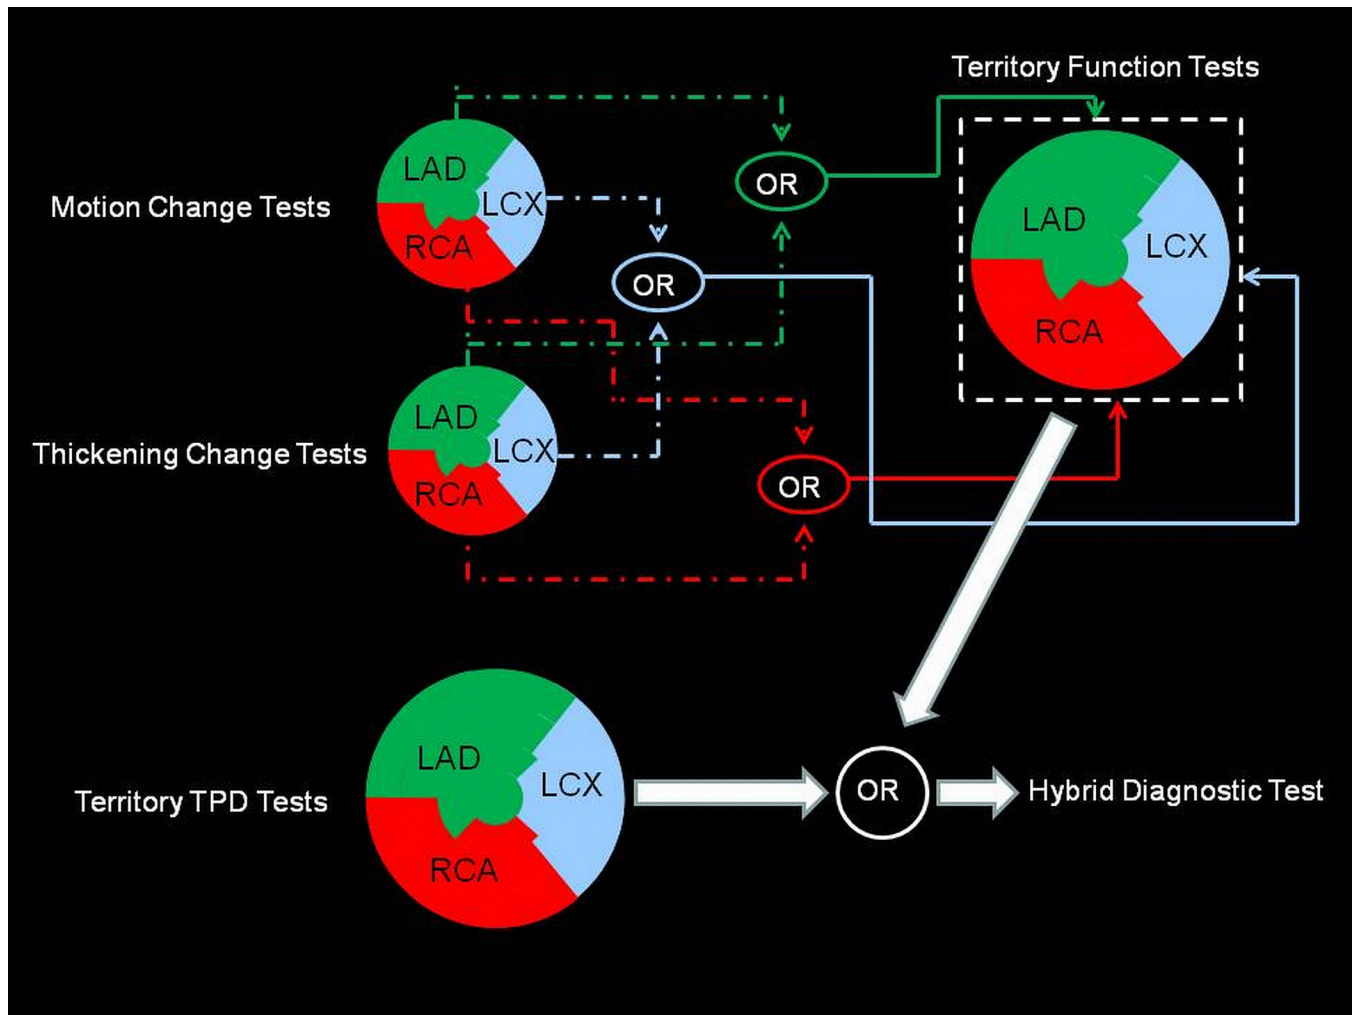 Territory Function Tests
Motion Change Tests
LAD
LCX
RCA
OR
OR
LAD
LCX
RCA
Thickening Change Tests
LAD
LCX
RCA
OR
Territory TPD Tests
LAD
LCX
RCA
OR
Hybrid Diagnostic Test